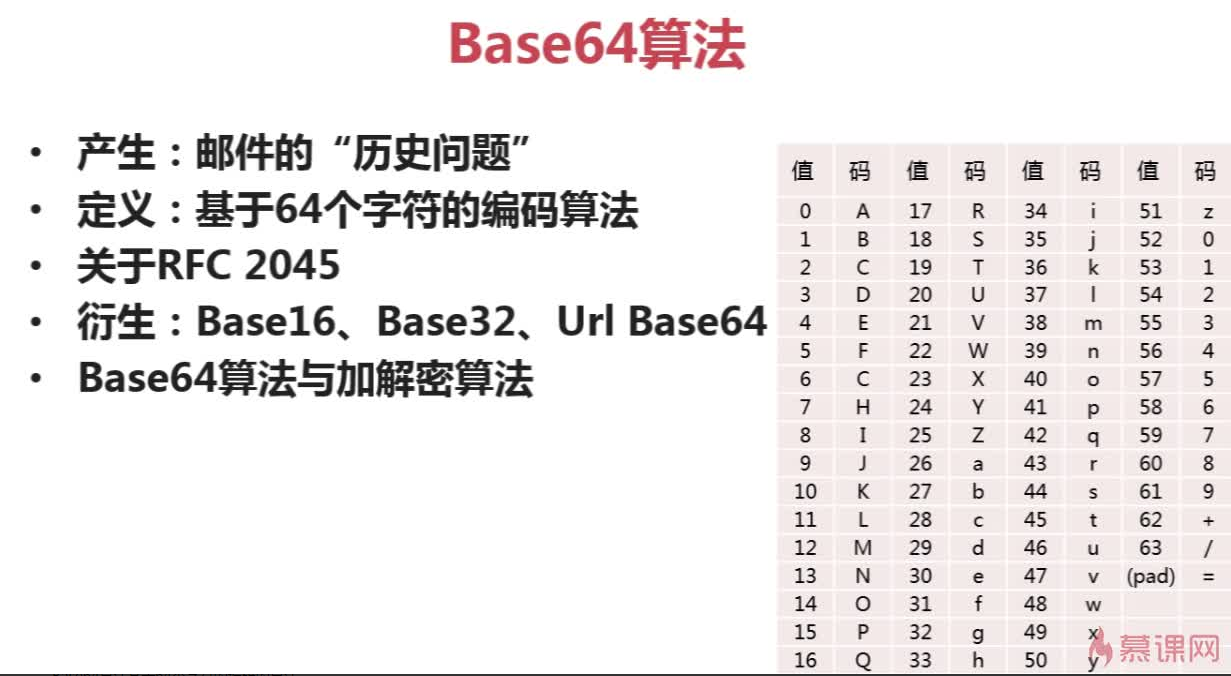 Base64算法
• 产生：邮件的“历史问题”
• 定义：基于64个字符的编码算法
• 关于RFC 2045
• 衍生：Base16、Base32、Url Base64
• Base64算法与加解密算法
值 码 值 码 值 码 值 码
0 A 17 R 34 i 51 z
1 B 18 S 35 j 52 0
2 C 19 T 36 k 53 1
3 D 20 U 37 l 54 2
4 E 21 V 38 m 55 3
5 F 22 W 39 n 56 4
6 C 23 X 40 o 57 5
7 H 24 Y 41 p 58 6
8 I 25 Z 42 q 59 7
9 J 26 a 43 r 60 8
10 K 27 b 44 s 61 9
11 L 28 c 45 t 62 +
12 M 29 d 46 u 63 /
13 N 30 e 47 v (pad) =
14 O 31 f 48 w
15 P 32 g 49 x
16 Q 33 h 50 y
慕课网